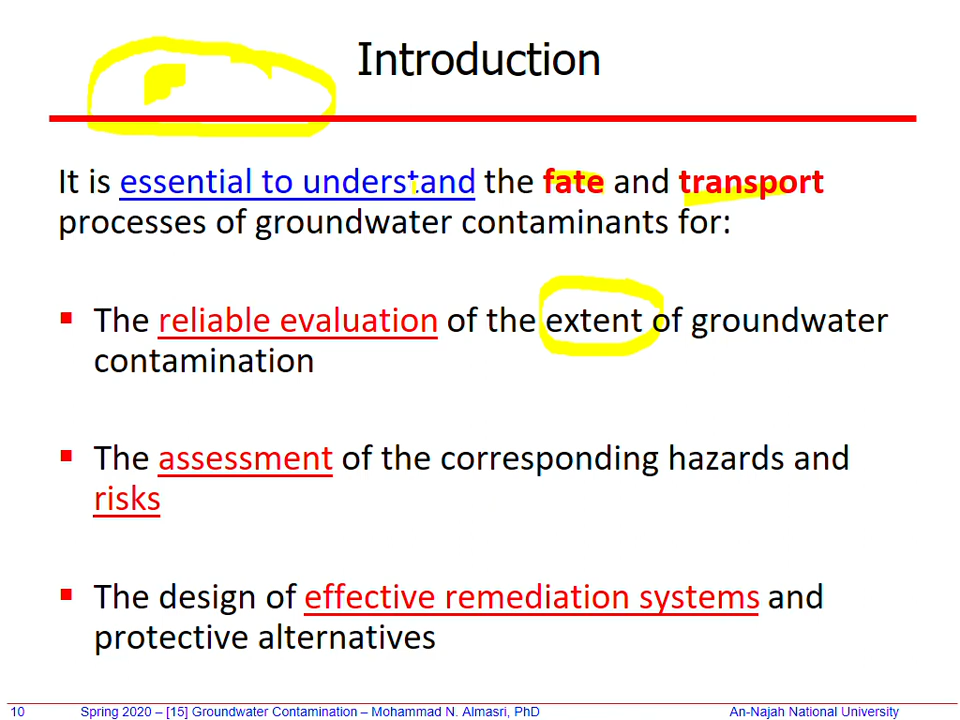 Introduction
It is essential to understand the fate and transport
processes of groundwater contaminants for:
▪ The reliable evaluation of the extent of groundwater
contamination
▪ The assessment of the corresponding hazards and
risks
▪ The design of effective remediation systems and
protective alternatives
10 Spring 2020 – [15] Groundwater Contamination – Mohammad N. Almasri, PhD An-Najah National University